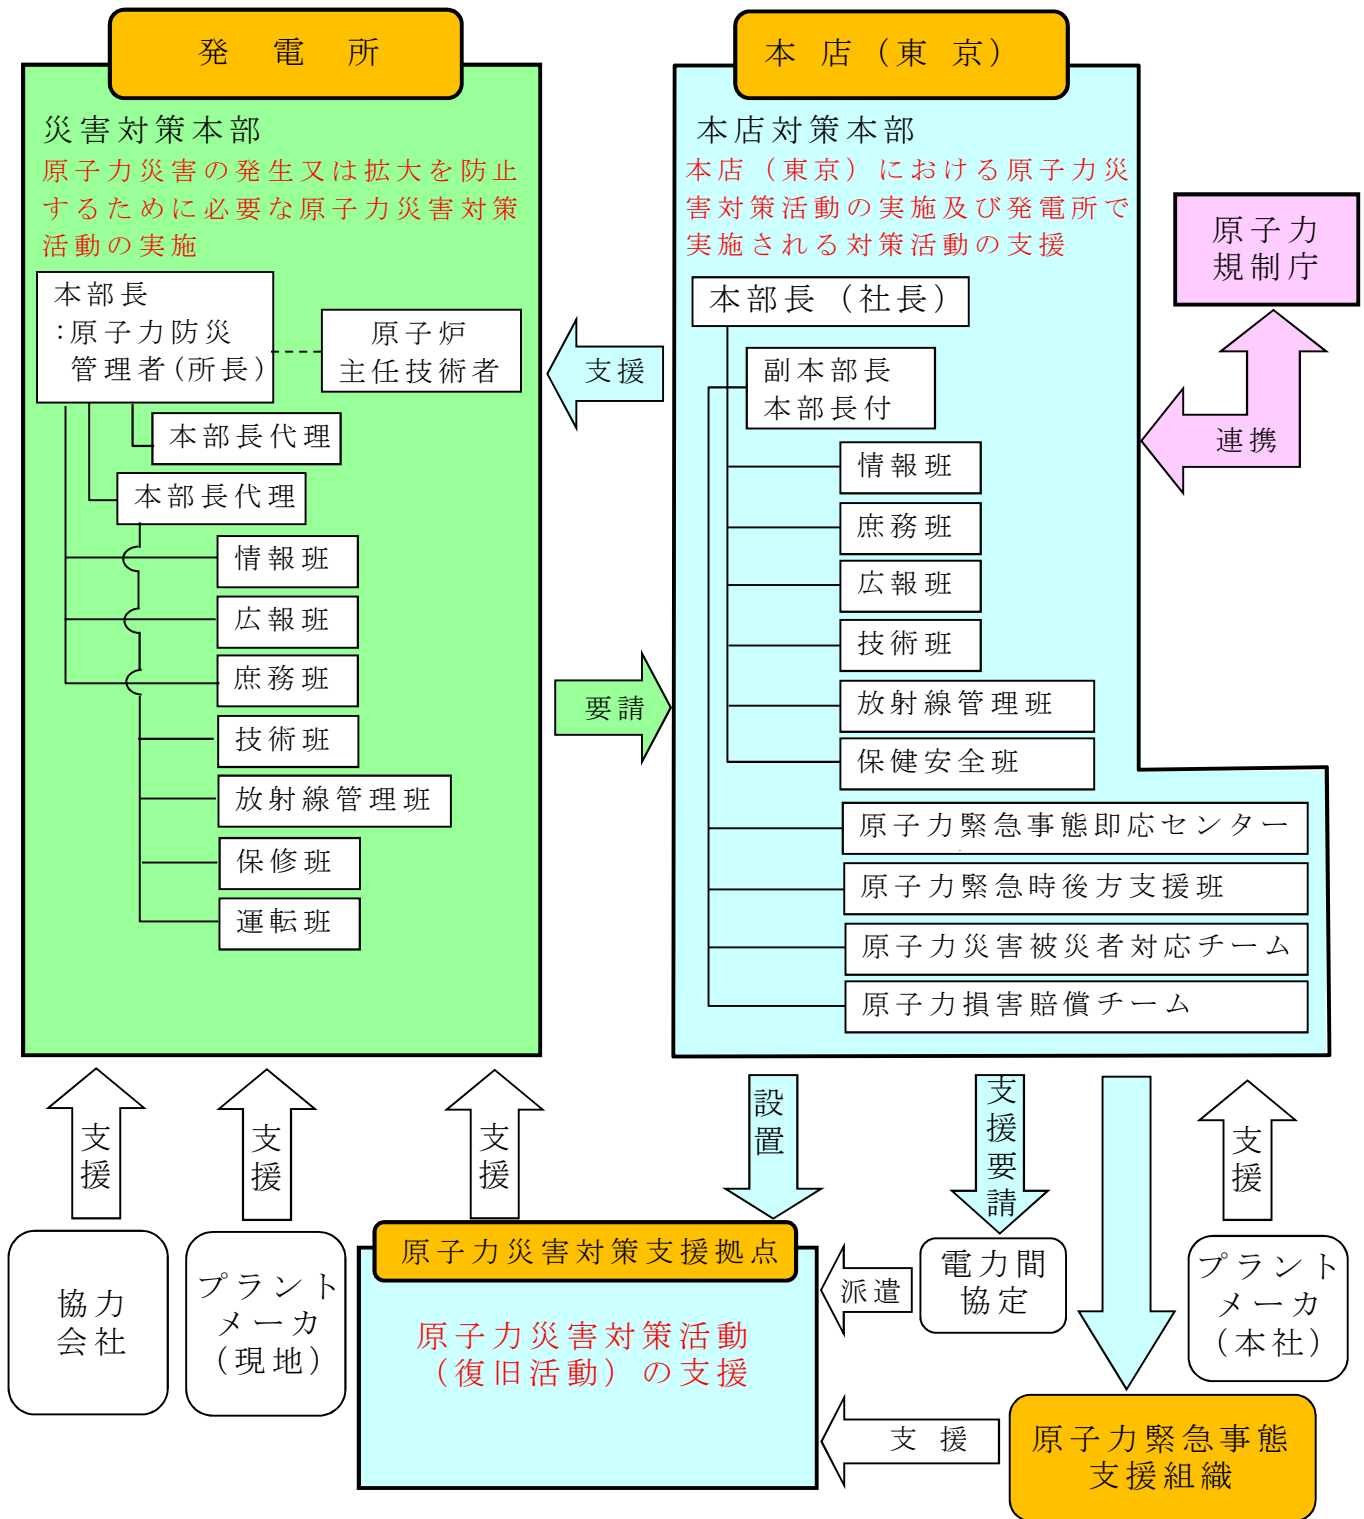 発 電 所
災害対策本部
原子力災害の発生又は拡大を防止
するために必要な原子力災害対策
活動の実施
本部長
:原子力防災
管理者(所長)
原子炉
主任技術者
本部長代理
本部長代理
情報班
広報班
庶務班
技術班
放射線管理班
保修班
運転班
支援
要請
本 店（東 京）
本店対策本部
本店（東京）における原子力災
害対策活動の実施及び発電所で
実施される対策活動の支援
本部長（社長）
副本部長
本部長付
情報班
庶務班
広報班
技術班
放射線管理班
保健安全班
原子力緊急事態即応センター
原子力緊急時後方支援班
原子力災害被災者対応チーム
原子力損害賠償チーム
原子力
規制庁
連携
支援
支援
支援
設置
支援要請
支援
協力
会社
プラント
メーカ
（現地）
原子力災害対策支援拠点
原子力災害対策活動
（復旧活動）の支援
派遣
電力間
協定
プラント
メーカ
（本社）
支 援
原子力緊急事態
支援組織